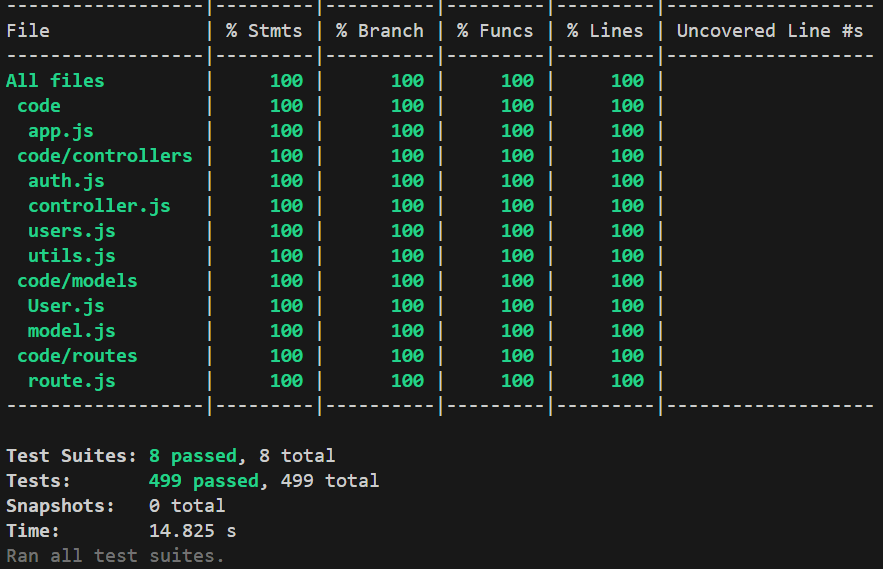 -------------------|---------|----------|---------|---------|-------------------
File              | % Stmts | % Branch | % Funcs | % Lines | Uncovered Line #s
------------------|---------|----------|---------|---------|-------------------
All files         |     100 |      100 |     100 |     100 |
 code             |     100 |      100 |     100 |     100 |
  app.js          |     100 |      100 |     100 |     100 |
 code/controllers |     100 |      100 |     100 |     100 |
  auth.js         |     100 |      100 |     100 |     100 |
  controller.js   |     100 |      100 |     100 |     100 |
  users.js        |     100 |      100 |     100 |     100 |
  utils.js        |     100 |      100 |     100 |     100 |
 code/models      |     100 |      100 |     100 |     100 |
  User.js         |     100 |      100 |     100 |     100 |
  model.js        |     100 |      100 |     100 |     100 |
 code/routes      |     100 |      100 |     100 |     100 |
  route.js        |     100 |      100 |     100 |     100 |
------------------|---------|----------|---------|---------|-------------------

Test Suites: 8 passed, 8 total
Tests:       499 passed, 499 total
Snapshots:   0 total
Time:        14.825 s
Ran all test suites.